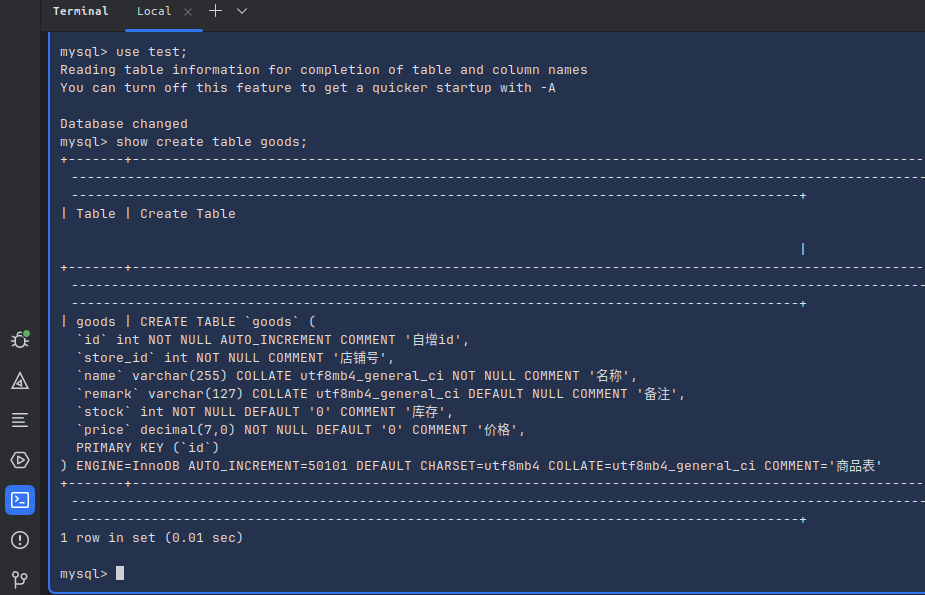 Terminal Local
mysql> use test;
Reading table information for completion of table and column names
You can turn off this feature to get a quicker startup with -A
Database changed
mysql> show create table goods;
+-------+----------------------------------------------------------------------------------------------------
----------------------------------------------------------------------------------------------------------
-------------------------------------------------------------------------------------------+
| Table | Create Table
|
+-------+----------------------------------------------------------------------------------------------------
----------------------------------------------------------------------------------------------------------
-------------------------------------------------------------------------------------------+
| goods | CREATE TABLE `goods` (
`id` int NOT NULL AUTO_INCREMENT COMMENT '自增id',
`store_id` int NOT NULL COMMENT '店铺号',
`name` varchar(255) COLLATE utf8mb4_general_ci NOT NULL COMMENT '名称',
`remark` varchar(127) COLLATE utf8mb4_general_ci DEFAULT NULL COMMENT '备注',
`stock` int NOT NULL DEFAULT '0' COMMENT '库存',
`price` decimal(7,0) NOT NULL DEFAULT '0' COMMENT '价格',
PRIMARY KEY (`id`)
) ENGINE=InnoDB AUTO_INCREMENT=50101 DEFAULT CHARSET=utf8mb4 COLLATE=utf8mb4_general_ci COMMENT='商品表'
+-------+----------------------------------------------------------------------------------------------------
----------------------------------------------------------------------------------------------------------
-------------------------------------------------------------------------------------------+
1 row in set (0.01 sec)
mysql>